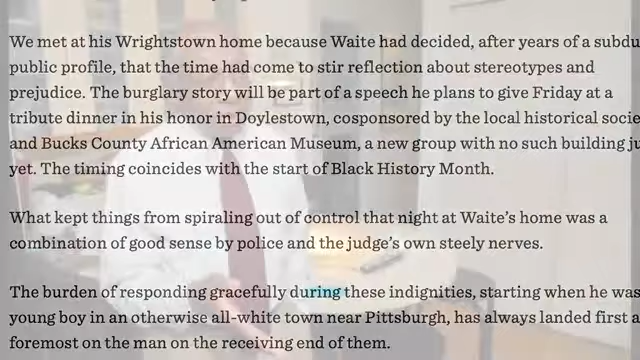 We met at his Wrightstown home because Waite had decided, after years of a
public profile, that the time had come to stir reflection about stereotypes and
prejudice. The burglary story will be part of a speech he plans to give Friday at a
tribute dinner in his honor in Doylestown, cosponsored by the local historical
and Bucks County African American Museum, a new group with no such building
yet. The timing coincides with the start of Black History Month.
What kept things from spiraling out of control that night at Waite's home was a
combination of good sense by police and the judge's own steely nerves.
The burden of responding gracefully during these indignities, starting when he was
young boy in an otherwise all-white town near Pittsburgh, has always landed first
foremost on the man on the receiving end of them.